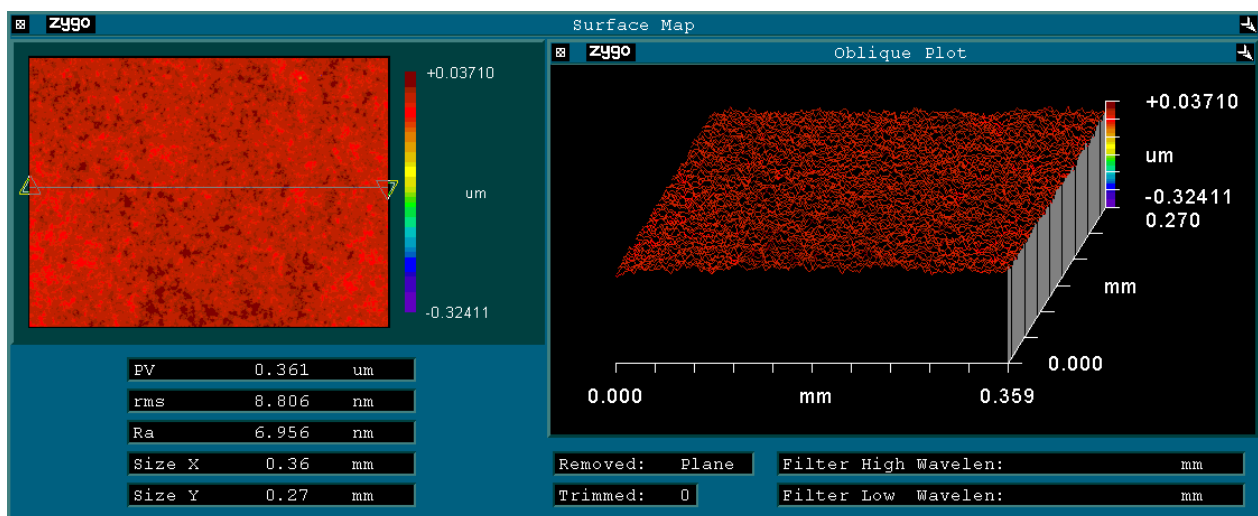 zygo Surface Map
+0.03710
um
-0.32411
PV 0.361 um
rms 8.806 nm
Ra 6.956 nm
Size X 0.36 mm
Size Y 0.27 mm
zygo Oblique Plot
+0.03710
um
-0.32411
0.270
mm
0.000
0.000 mm 0.359
Removed: Plane
Trimmed: 0
Filter High Wavelen: mm
Filter Low Wavelen: mm